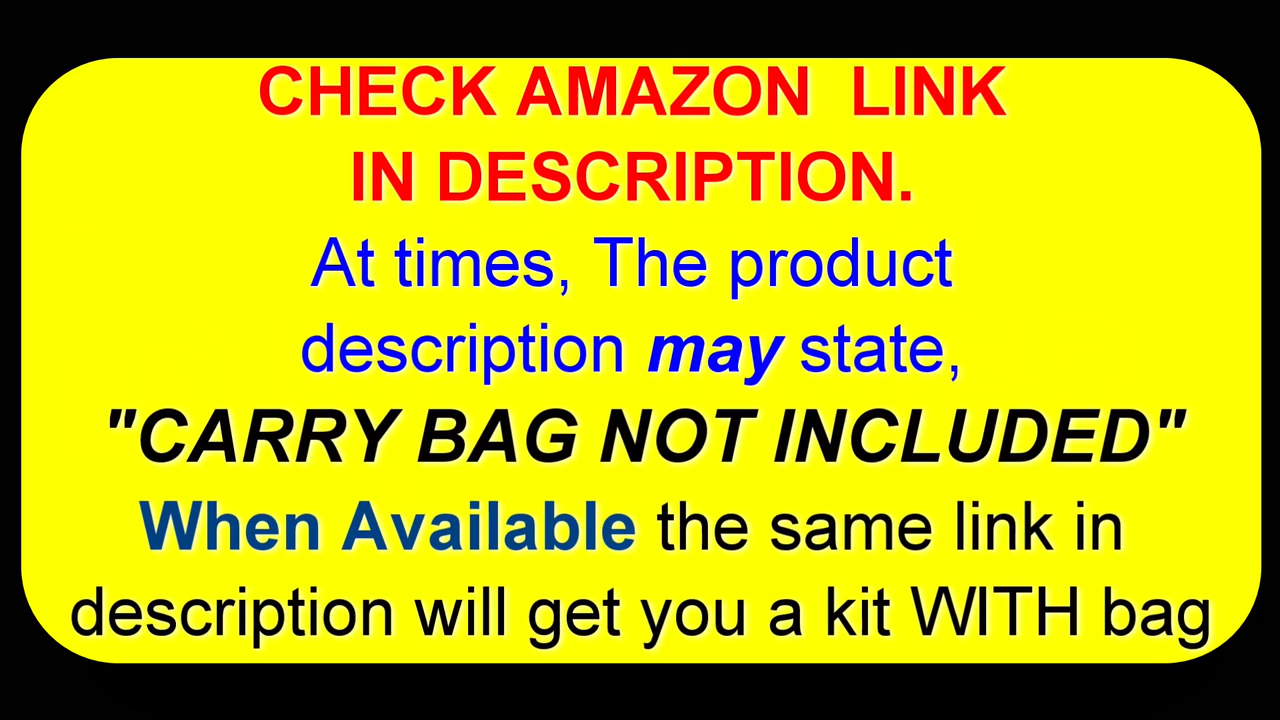 CHECK AMAZON  LINK
IN DESCRIPTION.
At times, The product
description may state,
"CARRY BAG NOT INCLUDED"
When Available the same link in
description will get you a kit WITH bag